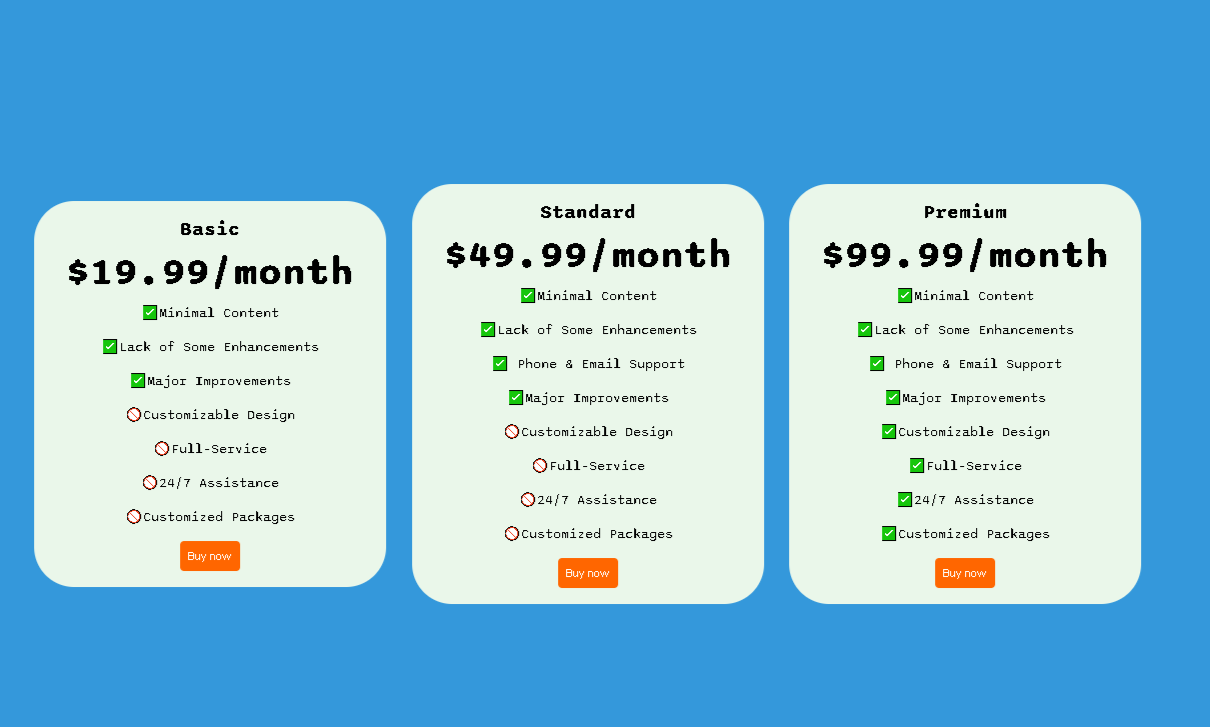 Basic
$19.99/month
✅Minimal Content
✅Lack of Some Enhancements
✅Major Improvements
🚫Customizable Design
🚫Full-Service
🚫24/7 Assistance
🚫Customized Packages
Buy now
Standard
$49.99/month
✅Minimal Content
✅Lack of Some Enhancements
✅ Phone & Email Support
✅Major Improvements
🚫Customizable Design
🚫Full-Service
🚫24/7 Assistance
🚫Customized Packages
Buy now
Premium
$99.99/month
✅Minimal Content
✅Lack of Some Enhancements
✅ Phone & Email Support
✅Major Improvements
✅Customizable Design
✅Full-Service
✅24/7 Assistance
✅Customized Packages
Buy now